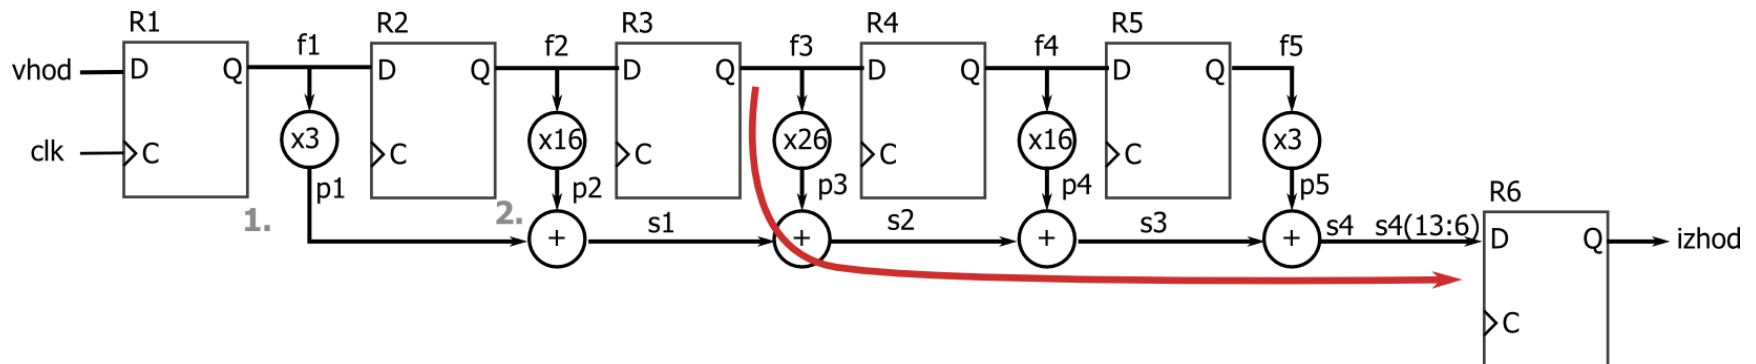 R1 R2 R3 R4 R5
f1 f2 f3 f4 f5
vhod D Q D Q D Q D Q D Q
x3 x16 x26 x16 x3
clk C C C C C
p1 p2 p3 p4 p5
R6
1. 2.
s1 s2 s3 s4 s4(13:6)
+ + + + D Q izhod
C